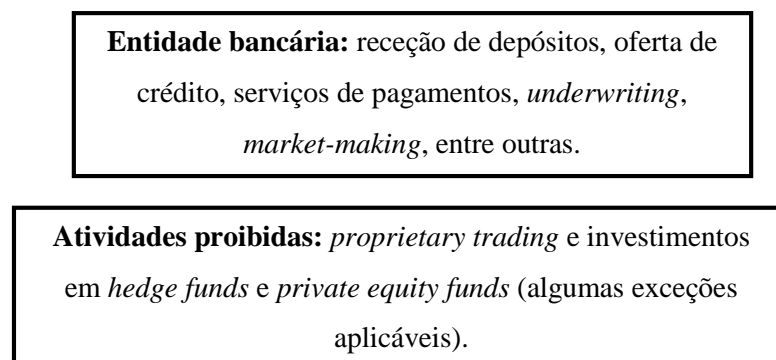 Entidade bancária: receção de depósitos, oferta de
crédito, serviços de pagamentos, underwriting,
market-making, entre outras.
Atividades proibidas: proprietary trading e investimentos
em hedge funds e private equity funds (algumas exceções
aplicáveis).